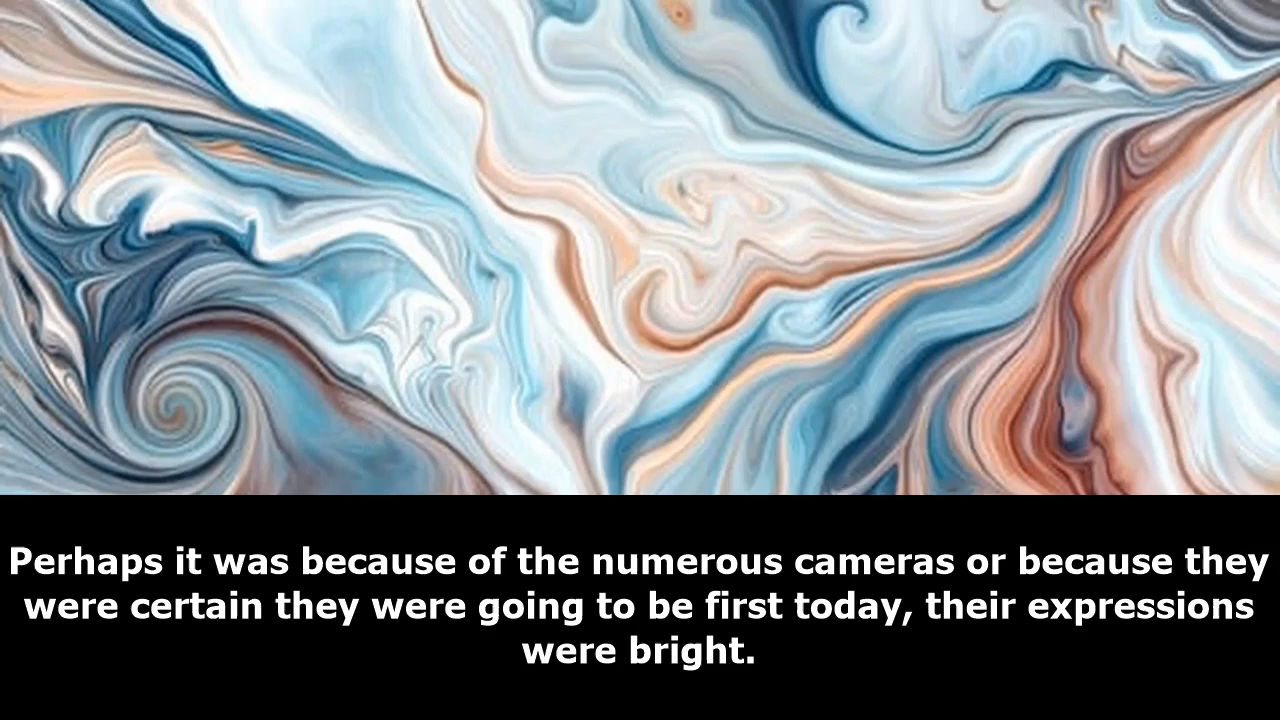 Perhaps it was because of the numerous cameras or because they
were certain they were going to be first today, their expressions
were bright.